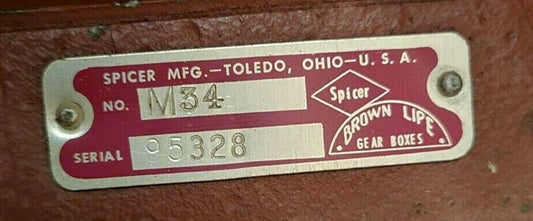 SPICER MFG.—TOLEDO, OHIO—U. S. A.
NO. M34
Spicer
BROWN LIPE
GEAR BOXES
SERIAL 95328